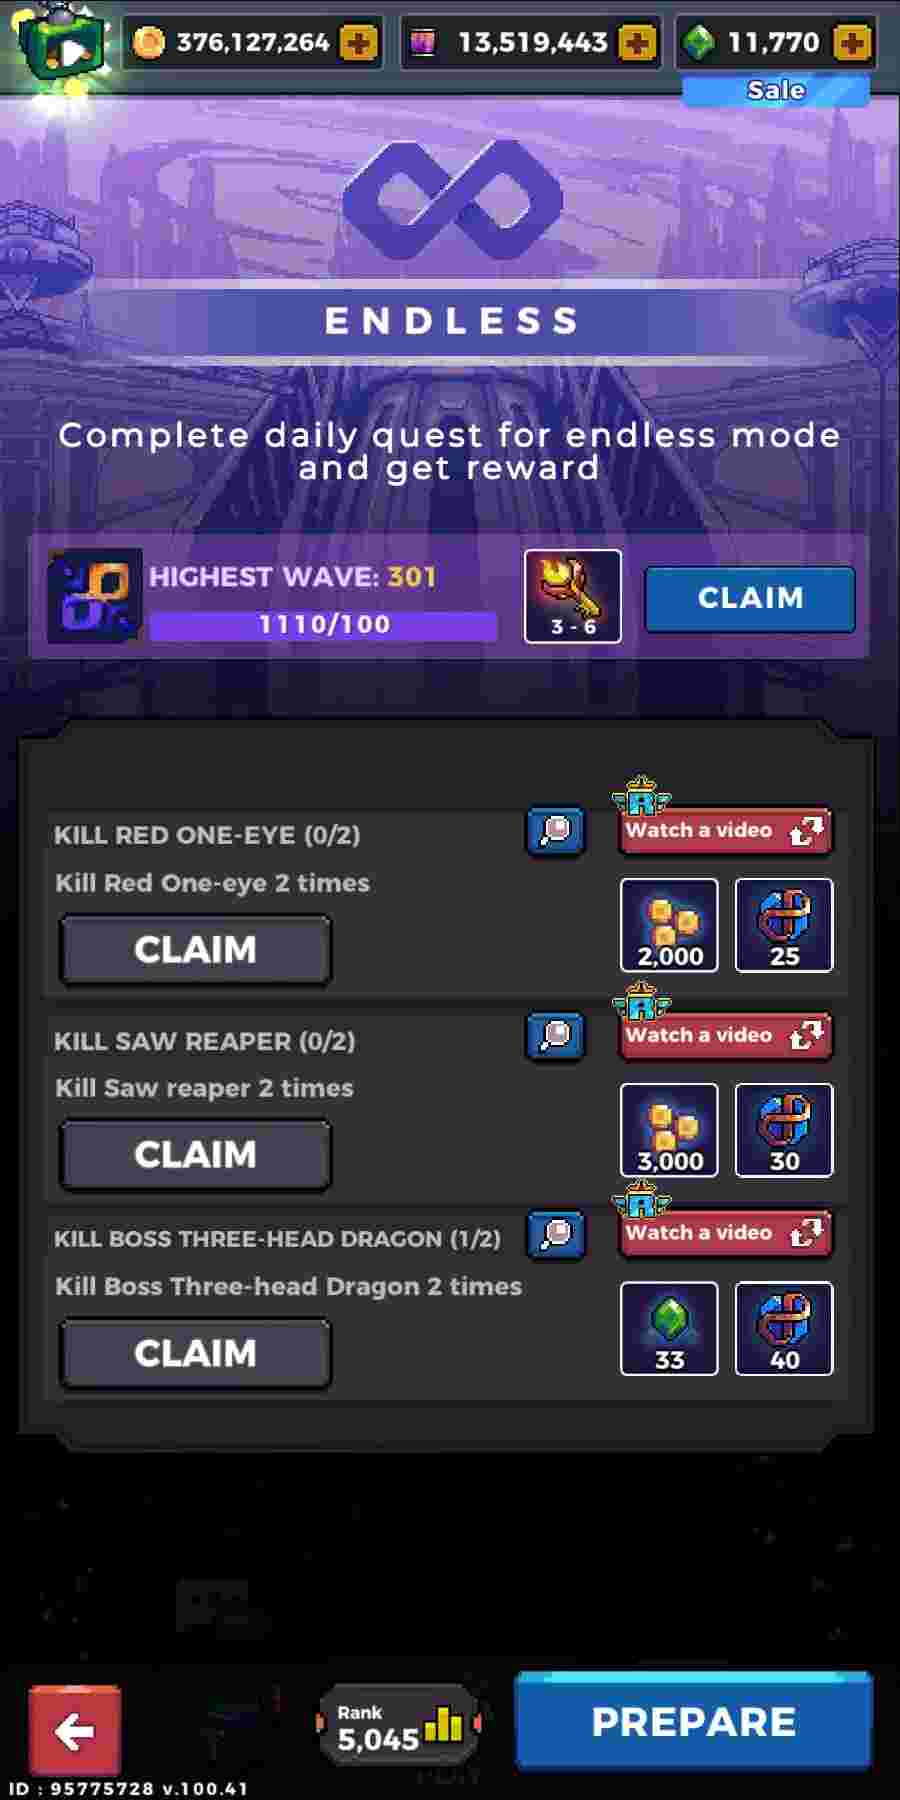 376,127,264
13,519,443
11,770
Sale
ENDLESS
Complete daily quest for endless mode
and get reward
HIGHEST WAVE: 301
1110/100
3 - 6
CLAIM
KILL RED ONE-EYE (0/2)
Watch a video
Kill Red One-eye 2 times
CLAIM
2,000
25
KILL SAW REAPER (0/2)
Watch a video
Kill Saw reaper 2 times
CLAIM
3,000
30
KILL BOSS THREE-HEAD DRAGON (1/2)
Watch a video
Kill Boss Three-head Dragon 2 times
CLAIM
33
40
Rank
5,045
PREPARE
ID : 95775728 v.100.41